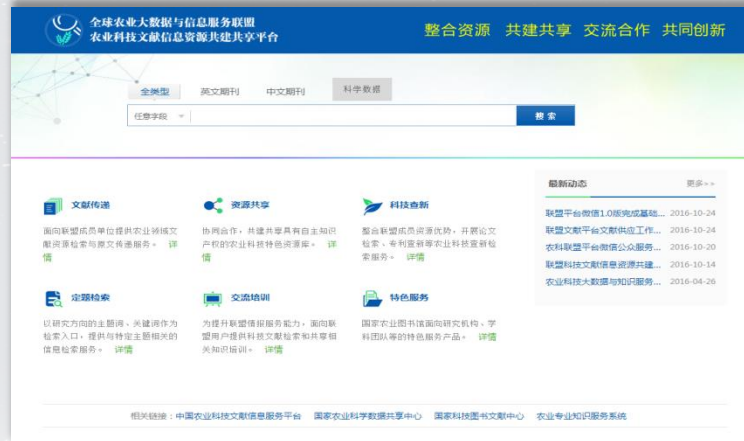 全球农业大数据与信息服务联盟
农业科技文献信息资源共建共享平台
整合资源 共建共享 交流合作 共同创新
全类型 英文期刊 中文期刊 科学数据
任意字段
搜索
最新动态 更多>>
联盟平台微信1.0版完成基础... 2016-10-24
联盟文献平台文献供应工作... 2016-10-24
农科联盟平台微信公众服务... 2016-10-20
联盟科技文献信息资源共建... 2016-10-14
农业科技大数据与知识服务... 2016-04-26
文献传递
面向联盟成员单位提供农业领域文
献资源检索与原文传递服务。 详
情
资源共享
协同合作，共建共享具有自主知识
产权的农业科技特色资源库。 详
情
科技查新
整合联盟成员资源优势，开展论文
检索、专利查新等农业科技查新检
索服务。 详情
定题检索
以研究方向的主题词、关键词作为
检索入口，提供与特定主题相关的
信息检索服务。 详情
交流培训
为提升联盟情报服务能力，面向联
盟用户提供科技文献检索和共享相
关知识培训。 详情
特色服务
国家农业图书馆面向研究机构、学
科团队等的特色服务产品。 详情
相关链接：中国农业科技文献信息服务平台 国家农业科学数据共享中心 国家科技图书文献中心 农业专业知识服务系统